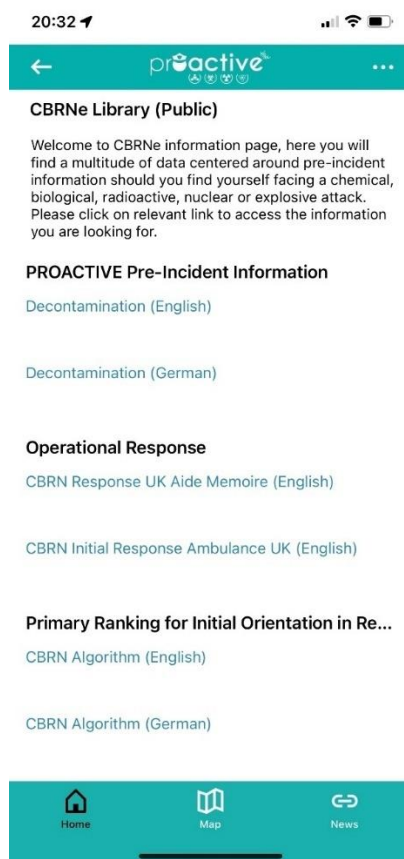 20:32
proactive
CBRNe Library (Public)
Welcome to CBRNe information page, here you will
find a multitude of data centered around pre-incident
information should you find yourself facing a chemical,
biological, radioactive, nuclear or explosive attack.
Please click on relevant link to access the information
you are looking for.
PROACTIVE Pre-Incident Information
Decontamination (English)
Decontamination (German)
Operational Response
CBRN Response UK Aide Memoire (English)
CBRN Initial Response Ambulance UK (English)
Primary Ranking for Initial Orientation in Re...
CBRN Algorithm (English)
CBRN Algorithm (German)
Home
Map
News